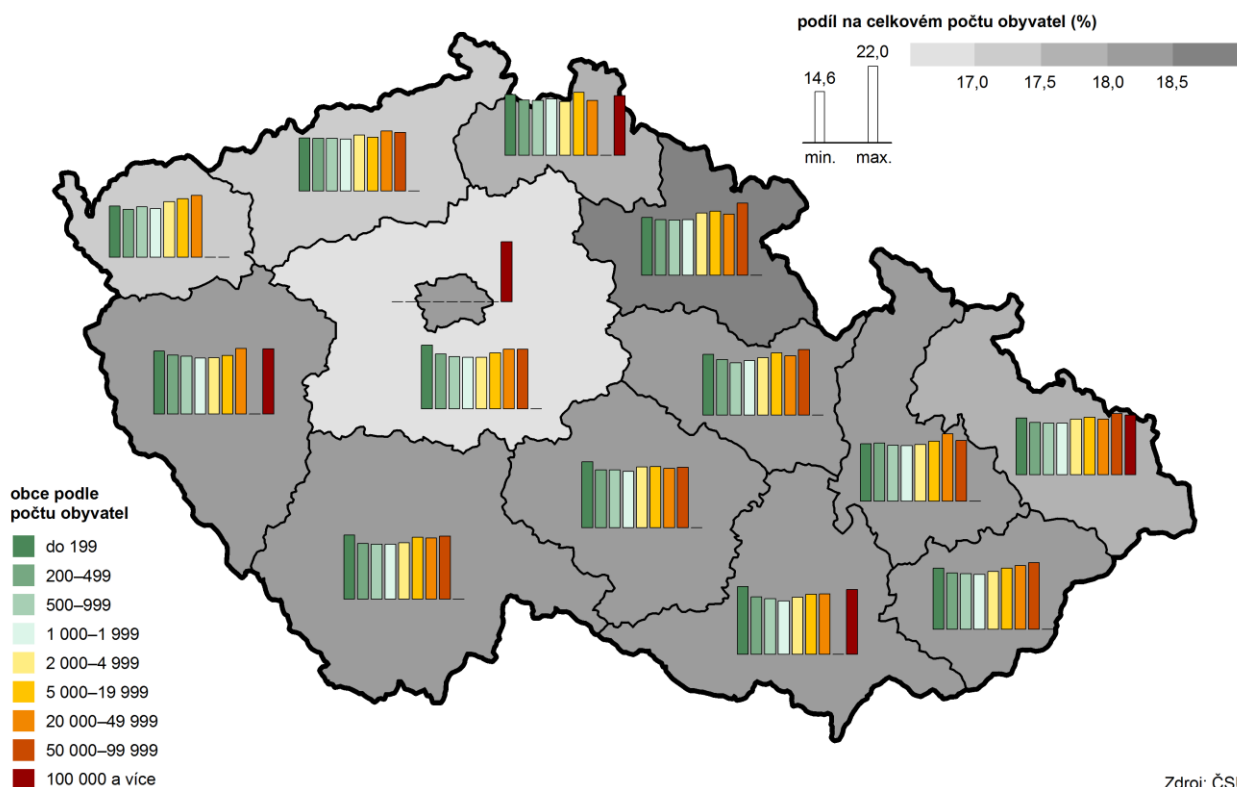 podíl na celkovém počtu obyvatel (%)
22,0
14,6
17,0 17,5 18,0 18,5
min. max.
obce podle
počtu obyvatel
do 199
200–499
500–999
1 000–1 999
2 000–4 999
5 000–19 999
20 000–49 999
50 000–99 999
100 000 a více
Zdroj: